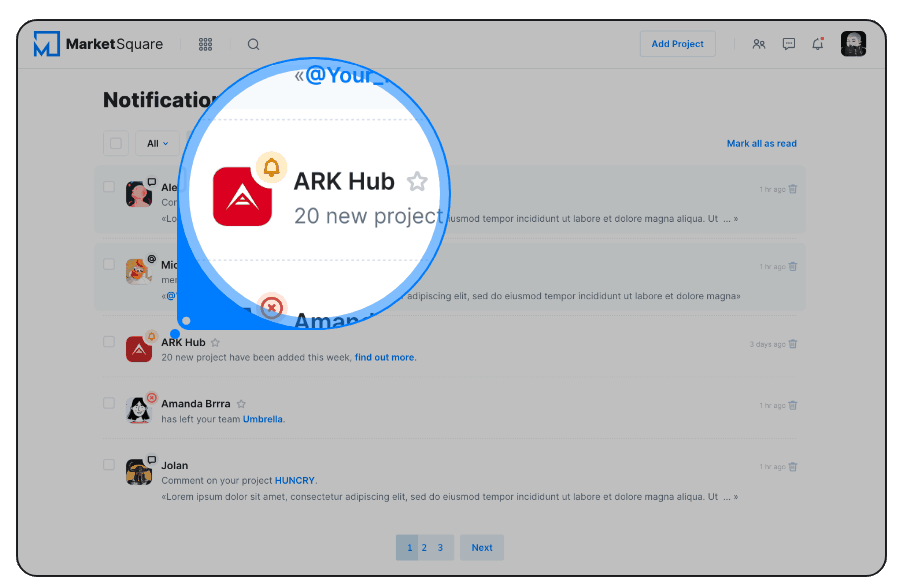 MarketSquare
Add Project
Notification
All
Mark all as read
«@Your_
ARK Hub
20 new project
Ale
1 hr ago
Con
«Lo eiusmod tempor incididunt ut labore et dolore magna aliqua. Ut ... »
Mic
1 hr ago
men
«@Y adipiscing elit, sed do eiusmod tempor incididunt ut labore et dolore magna»
Amand
ARK Hub
3 days ago
20 new project have been added this week, find out more.
Amanda Brrra
1 hr ago
has left your team Umbrella.
Jolan
1 hr ago
Comment on your project HUNCRY.
«Lorem ipsum dolor sit amet, consectetur adipiscing elit, sed do eiusmod tempor incididunt ut labore et dolore magna aliqua. Ut ... »
1 2 3 Next